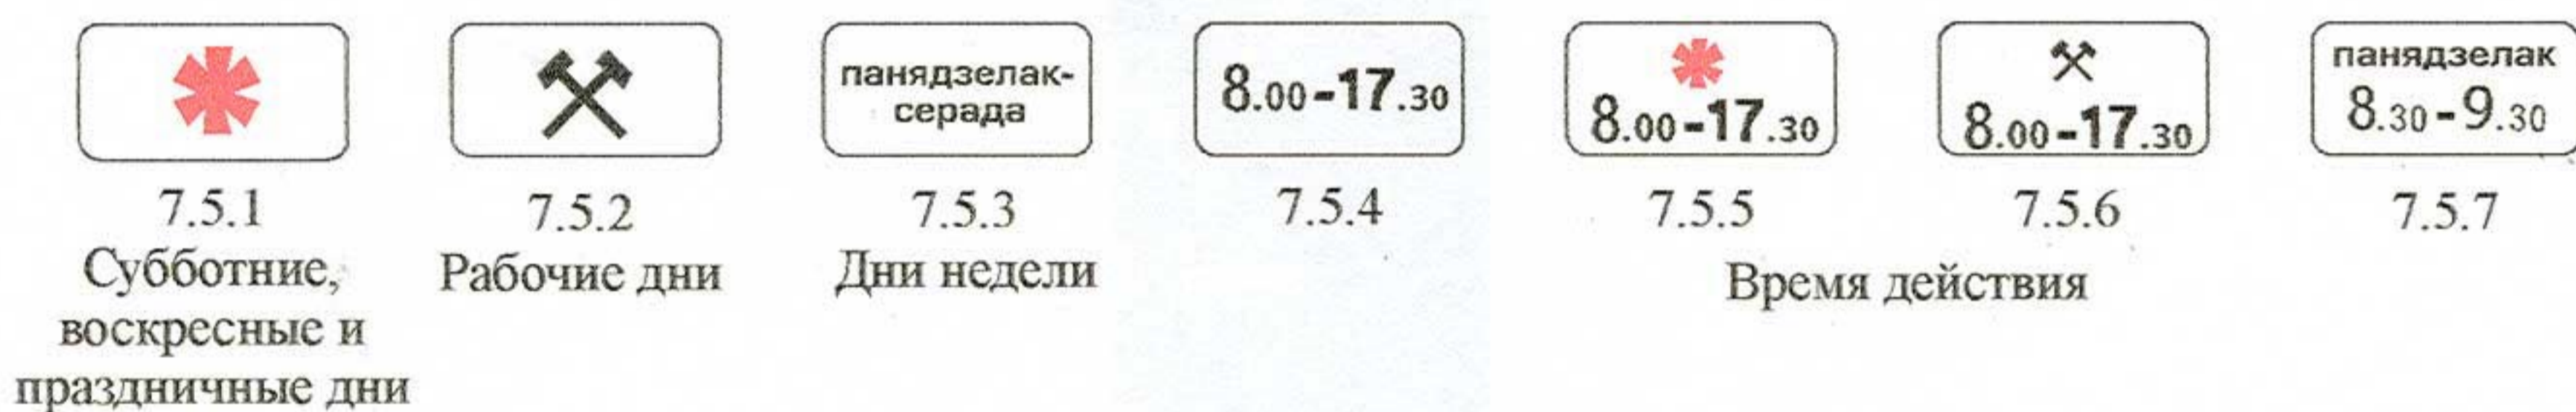 панядзелак-
серада
8.00-17.30
8.00-17.30
8.00-17.30
панядзелак
8.30-9.30
7.5.1
7.5.2
7.5.3
7.5.4
7.5.5
7.5.6
7.5.7
Субботние,
воскресные и
праздничные дни
Рабочие дни
Дни недели
Время действия